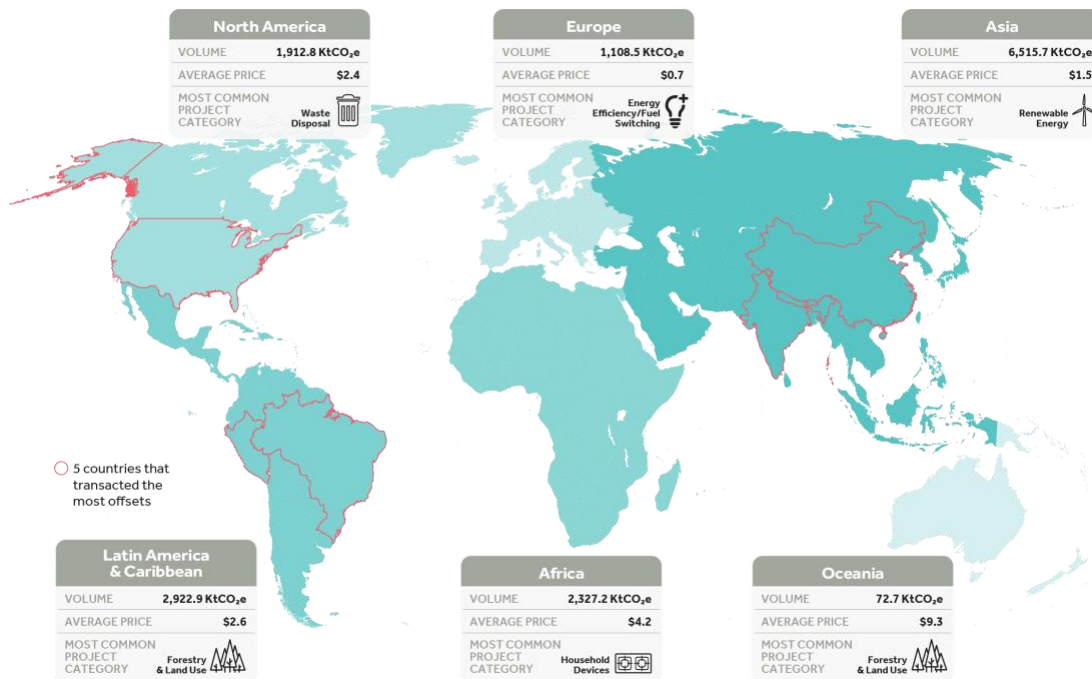 North America
VOLUME 1,912.8 KtCO₂e
AVERAGE PRICE $2.4
MOST COMMON
PROJECT
CATEGORY
Waste
Disposal
Europe
VOLUME 1,108.5 KtCO₂e
AVERAGE PRICE $0.7
MOST COMMON
PROJECT
CATEGORY
Energy
Efficiency/Fuel
Switching
Asia
VOLUME 6,515.7 KtCO₂e
AVERAGE PRICE $1.5
MOST COMMON
PROJECT
CATEGORY
Renewable
Energy
5 countries that
transacted the
most offsets
Latin America
& Caribbean
VOLUME 2,922.9 KtCO₂e
AVERAGE PRICE $2.6
MOST COMMON
PROJECT
CATEGORY
Forestry
& Land Use
Africa
VOLUME 2,327.2 KtCO₂e
AVERAGE PRICE $4.2
MOST COMMON
PROJECT
CATEGORY
Household
Devices
Oceania
VOLUME 72.7 KtCO₂e
AVERAGE PRICE $9.3
MOST COMMON
PROJECT
CATEGORY
Forestry
& Land Use